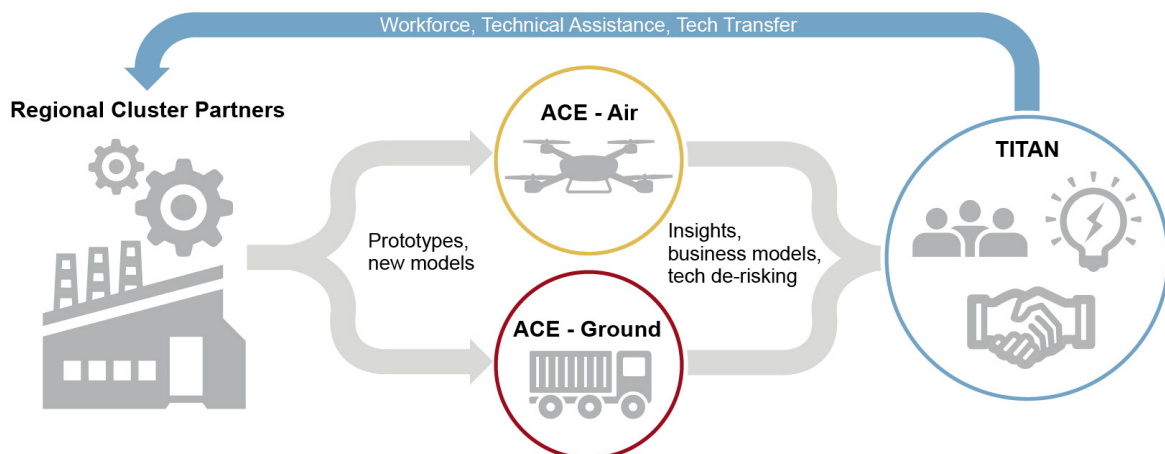 Workforce, Technical Assistance, Tech Transfer
Regional Cluster Partners
ACE - Air
TITAN
Prototypes,
new models
Insights,
business models,
tech de-risking
ACE - Ground